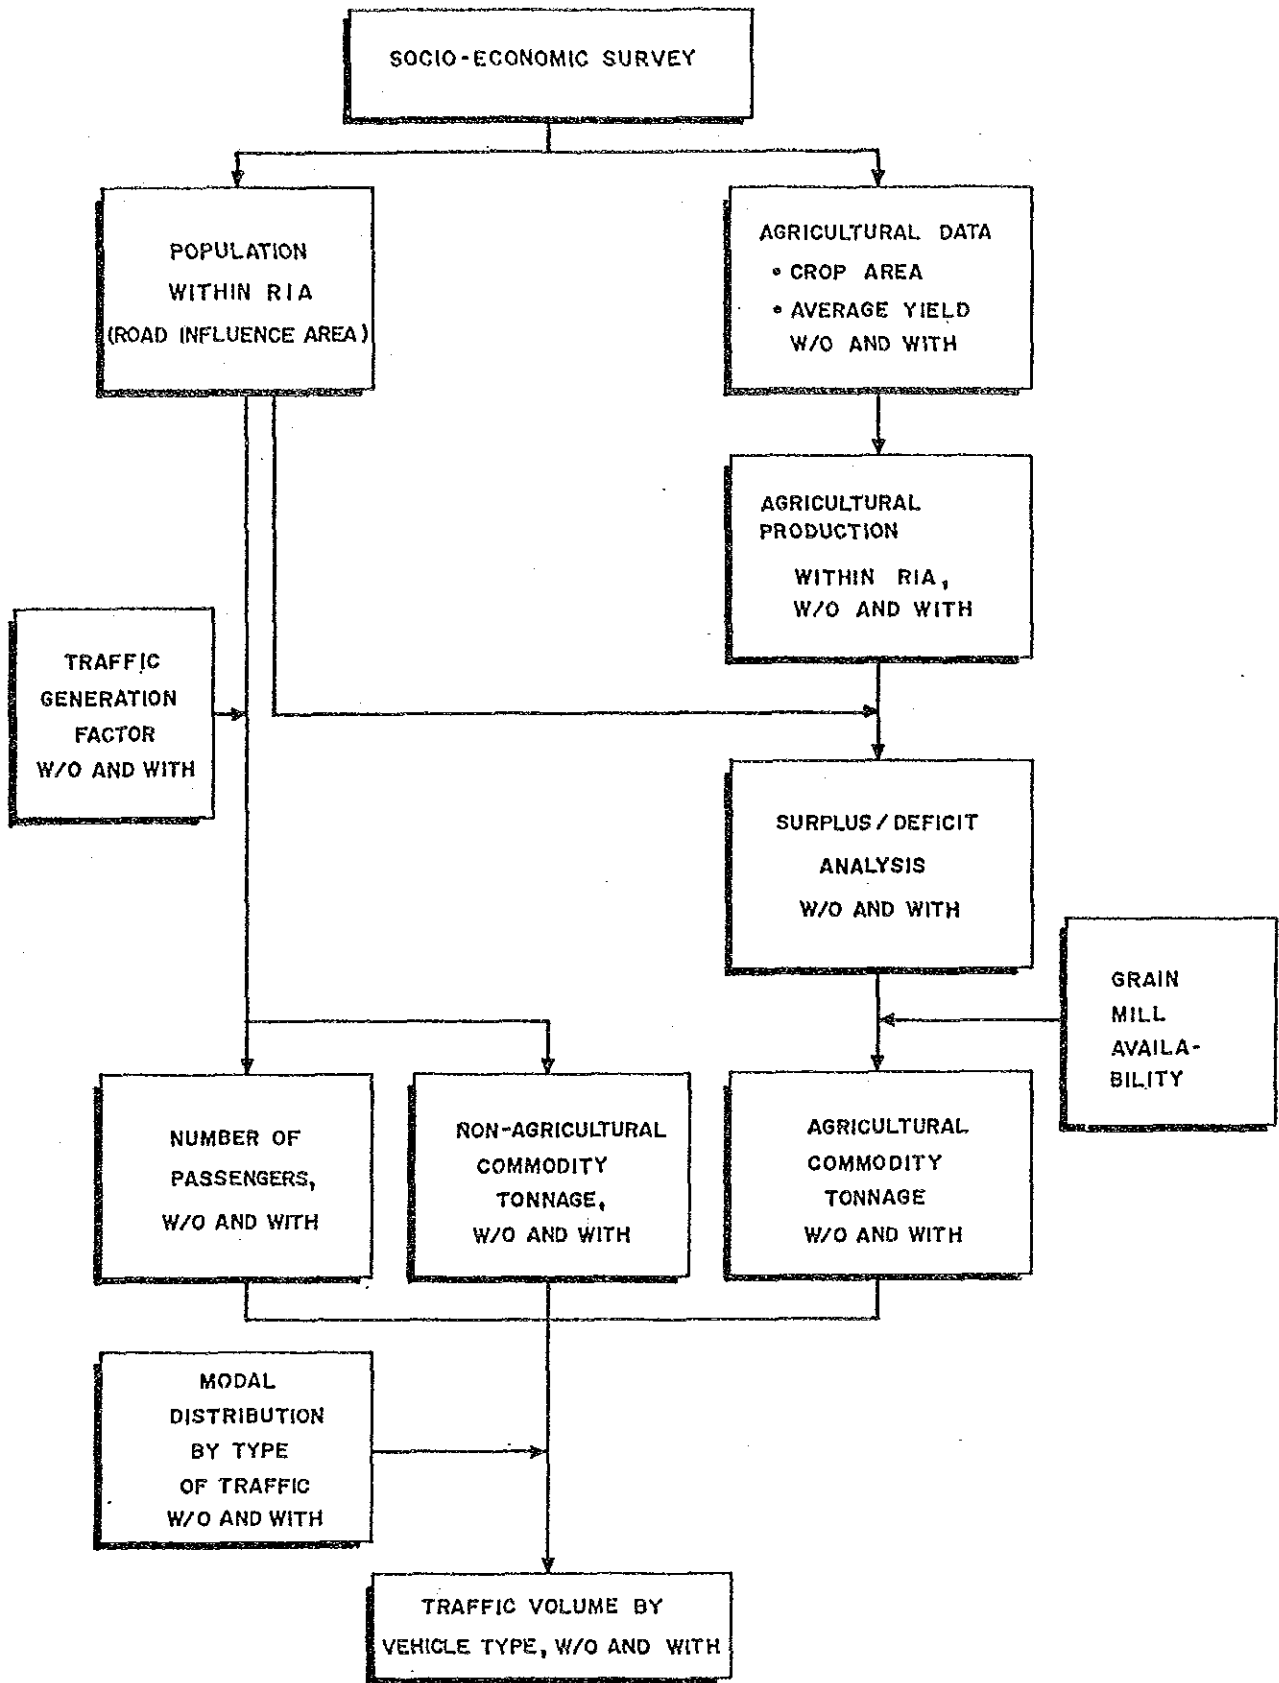 SOCIO-ECONOMIC SURVEY
POPULATION
WITHIN RIA
(ROAD INFLUENCE AREA)
AGRICULTURAL DATA
• CROP AREA
• AVERAGE YIELD
W/O AND WITH
AGRICULTURAL
PRODUCTION
WITHIN RIA,
W/O AND WITH
TRAFFIC
GENERATION
FACTOR
W/O AND WITH
SURPLUS/DEFICIT
ANALYSIS
W/O AND WITH
GRAIN
MILL
AVAILA-
BILITY
NUMBER OF
PASSENGERS,
W/O AND WITH
NON-AGRICULTURAL
COMMODITY
TONNAGE,
W/O AND WITH
AGRICULTURAL
COMMODITY
TONNAGE
W/O AND WITH
MODAL
DISTRIBUTION
BY TYPE
OF TRAFFIC
W/O AND WITH
TRAFFIC VOLUME BY
VEHICLE TYPE, W/O AND WITH